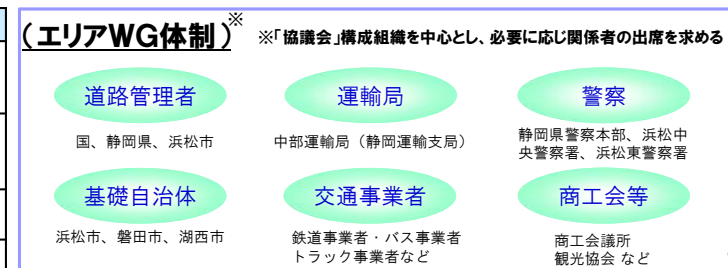 (エリアWG体制)※ ※「協議会」構成組織を中心とし、必要に応じ関係者の出席を求める
道路管理者 運輸局 警察
国、静岡県、浜松市 中部運輸局(静岡運輸支局) 静岡県警察本部、浜松中
央警察署、浜松東警察署
基礎自治体 交通事業者 商工会等
浜松市、磐田市、湖西市 鉄道事業者・バス事業者 商工会議所
トラック事業者など 観光協会 など